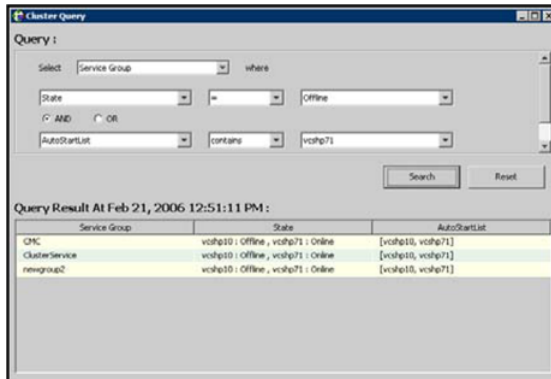 Cluster Query
Query :
Select Service Group where
State = Offline
AND OR
AutoStartList contains vcshp71
Search Reset
Query Result At Feb 21, 2006 12:51:11 PM :
Service Group State AutoStartList
CMC vcshp10 : Offline , vcshp71 : Online [vcshp10, vcshp71]
ClusterService vcshp10 : Offline , vcshp71 : Online [vcshp10, vcshp71]
newgroup2 vcshp10 : Offline , vcshp71 : Online [vcshp10, vcshp71]